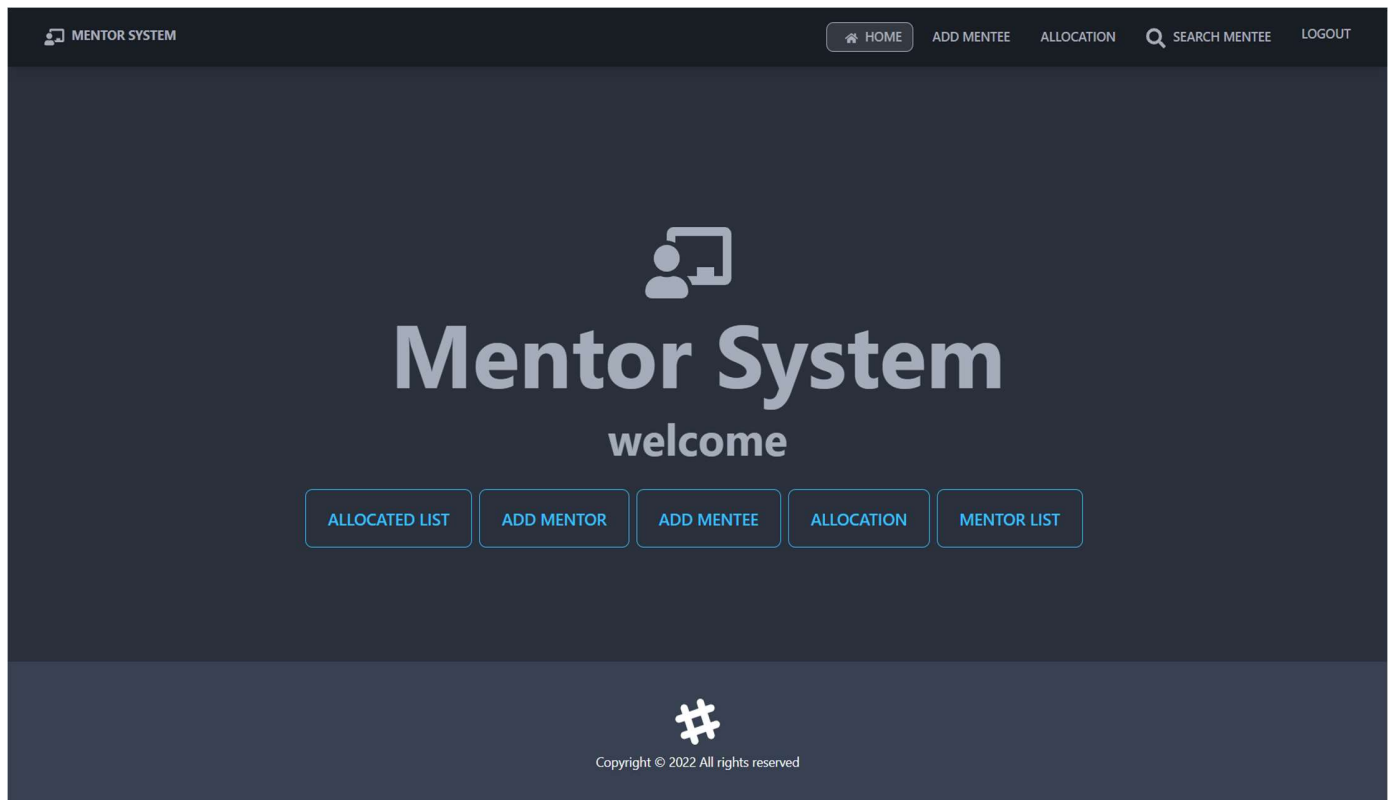 MENTOR SYSTEM HOME ADD MENTEE ALLOCATION SEARCH MENTEE LOGOUT
Mentor System
welcome
ALLOCATED LIST ADD MENTOR ADD MENTEE ALLOCATION MENTOR LIST
Copyright © 2022 All rights reserved